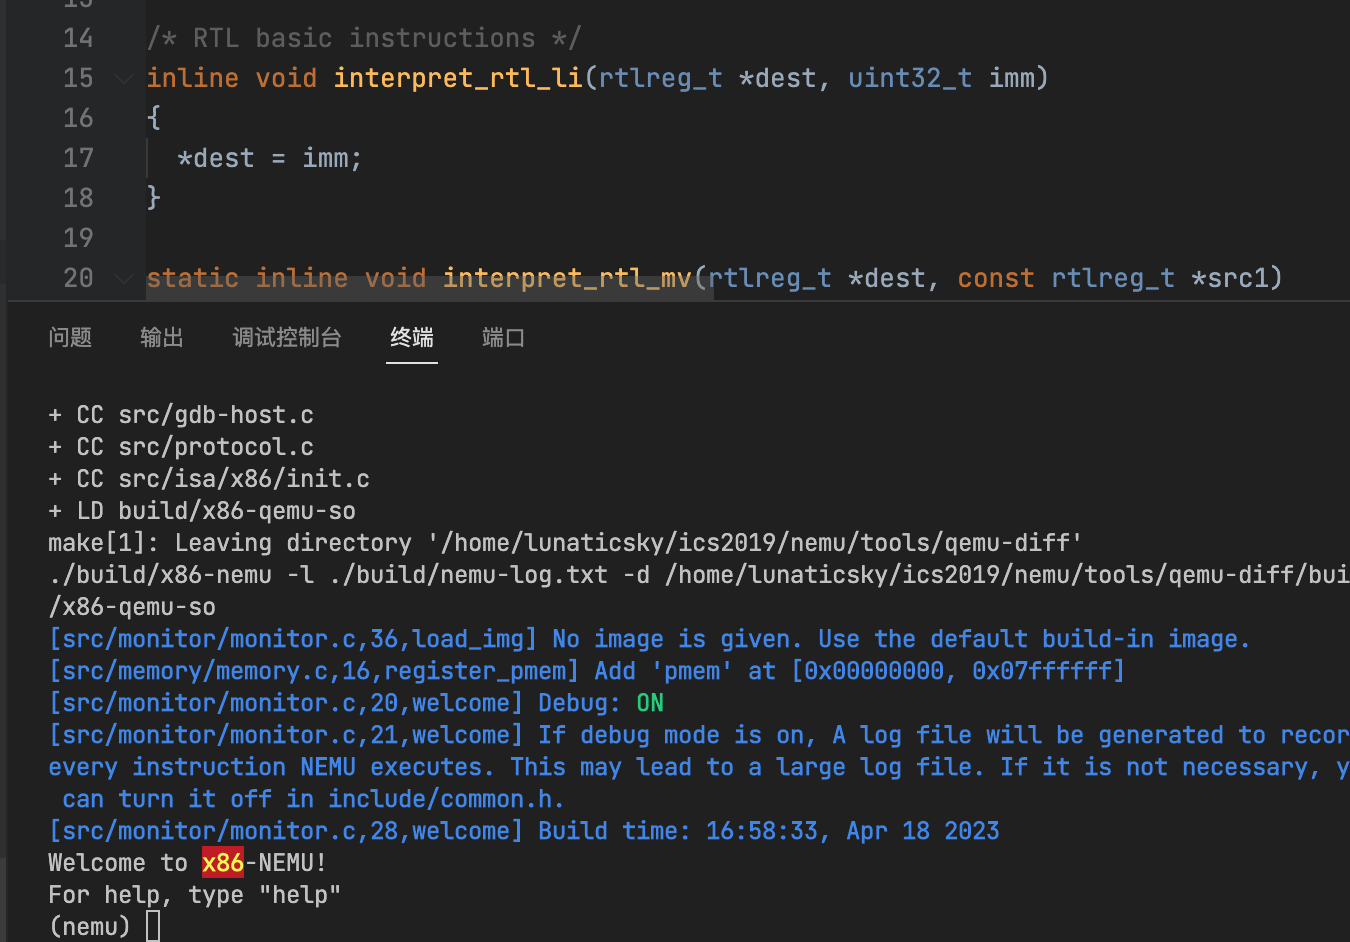 13
14 /* RTL basic instructions */
15 inline void interpret_rtl_li(rtlreg_t *dest, uint32_t imm)
16 {
17 *dest = imm;
18 }
19
20 static inline void interpret_rtl_mv(rtlreg_t *dest, const rtlreg_t *src1)
问题 输出 调试控制台 终端 端口
+ CC src/gdb-host.c
+ CC src/protocol.c
+ CC src/isa/x86/init.c
+ LD build/x86-qemu-so
make[1]: Leaving directory '/home/lunaticsky/ics2019/nemu/tools/qemu-diff'
./build/x86-nemu -l ./build/nemu-log.txt -d /home/lunaticsky/ics2019/nemu/tools/qemu-diff/bui
/x86-qemu-so
[src/monitor/monitor.c,36,load_img] No image is given. Use the default build-in image.
[src/memory/memory.c,16,register_pmem] Add 'pmem' at [0x00000000, 0x07ffffff]
[src/monitor/monitor.c,20,welcome] Debug: ON
[src/monitor/monitor.c,21,welcome] If debug mode is on, A log file will be generated to recor
every instruction NEMU executes. This may lead to a large log file. If it is not necessary, y
can turn it off in include/common.h.
[src/monitor/monitor.c,28,welcome] Build time: 16:58:33, Apr 18 2023
Welcome to x86-NEMU!
For help, type "help"
(nemu)